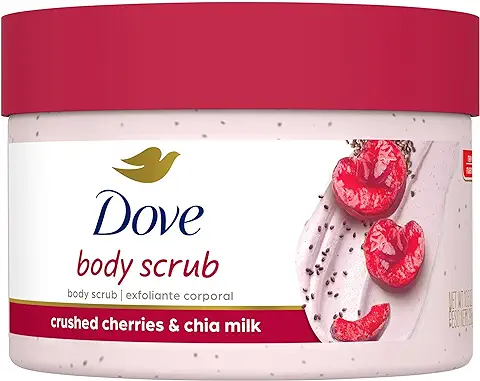 Dove
body scrub
body scrub | exfoliante corporal
crushed cherries & chia milk